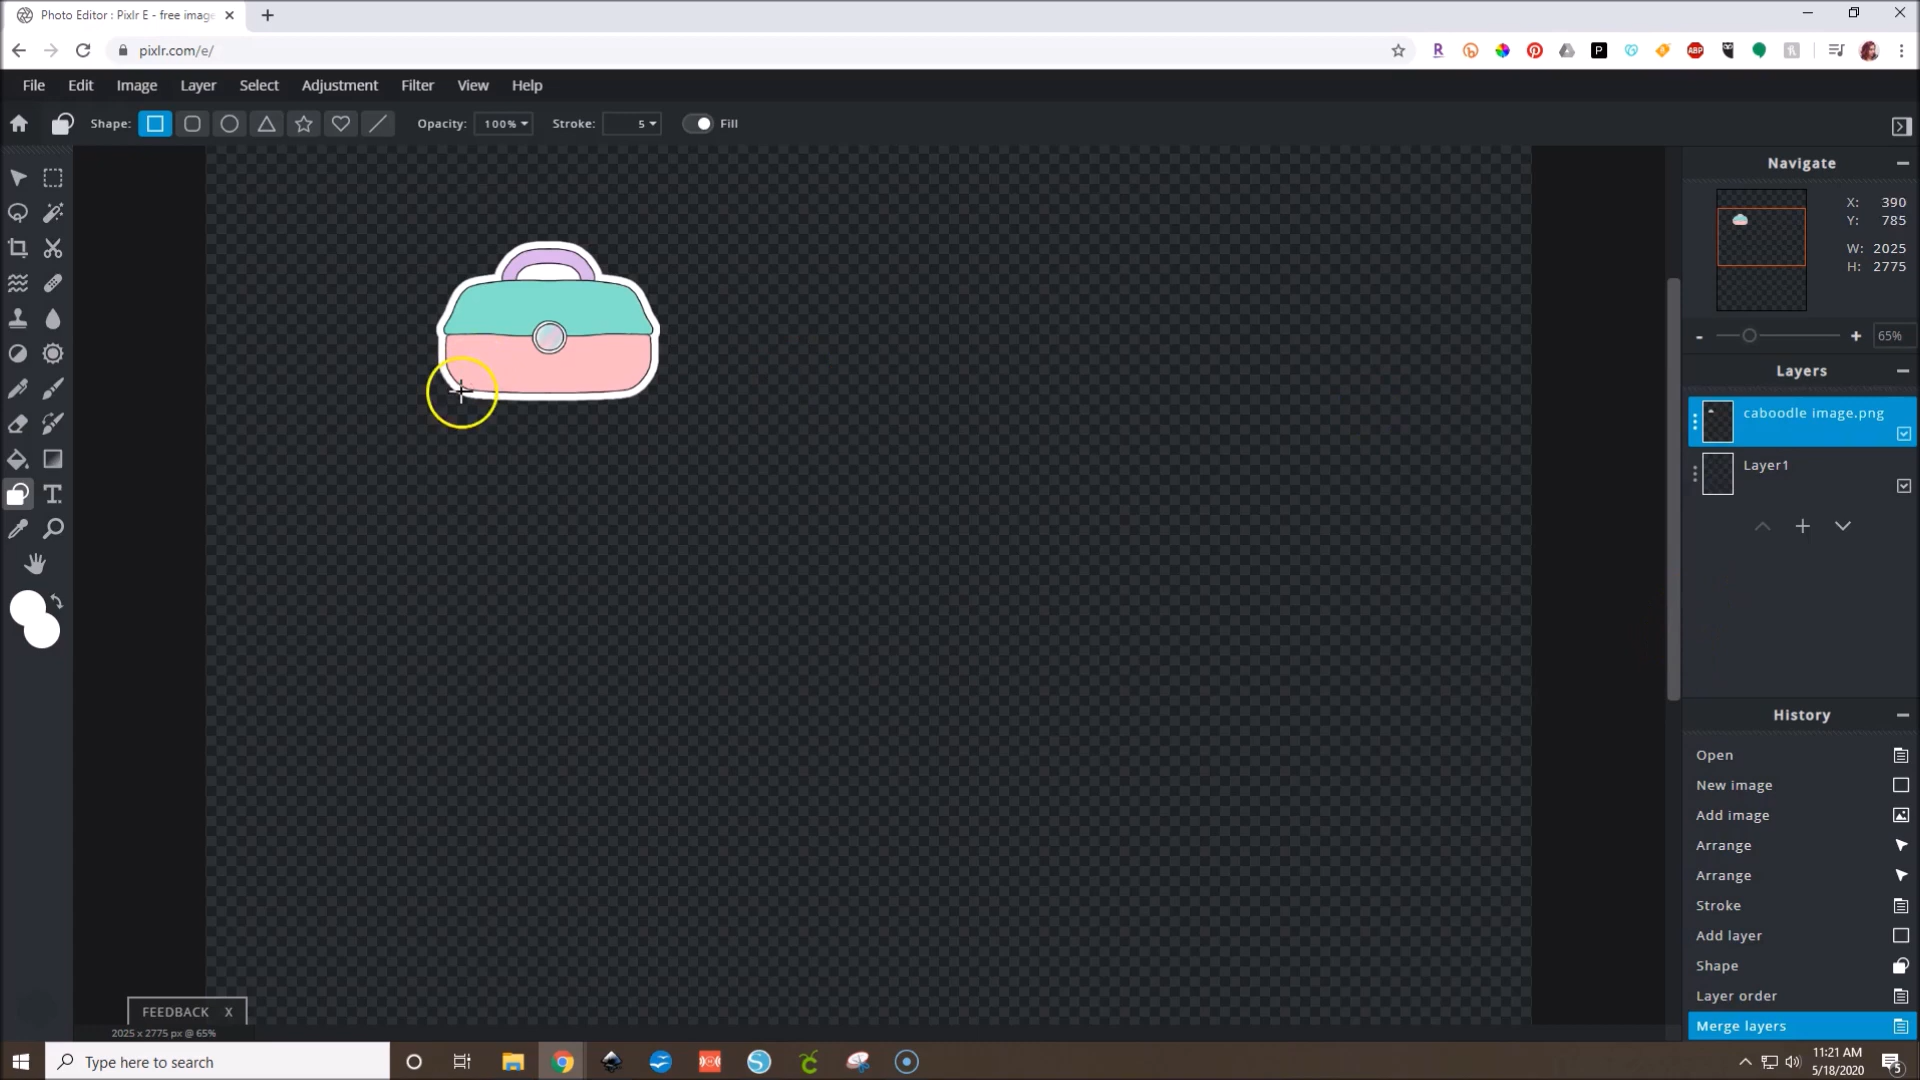 Photo Editor : Pixlr E - free imag
pixlr.com/e/
File Edit Image Layer Select Adjustment Filter View Help
Shape: Opacity: 100% Stroke: 5 Fill
Navigate
X: 390
Y: 785
W: 2025
H: 2775
- + 65%
Layers
caboodle image.png
Layer1
History
Open
New image
Add image
Arrange
Arrange
Stroke
Add layer
Shape
Layer order
Merge layers
FEEDBACK X
2025 x 2775 px @ 65%
Type here to search
11:21 AM
5/18/2020
5